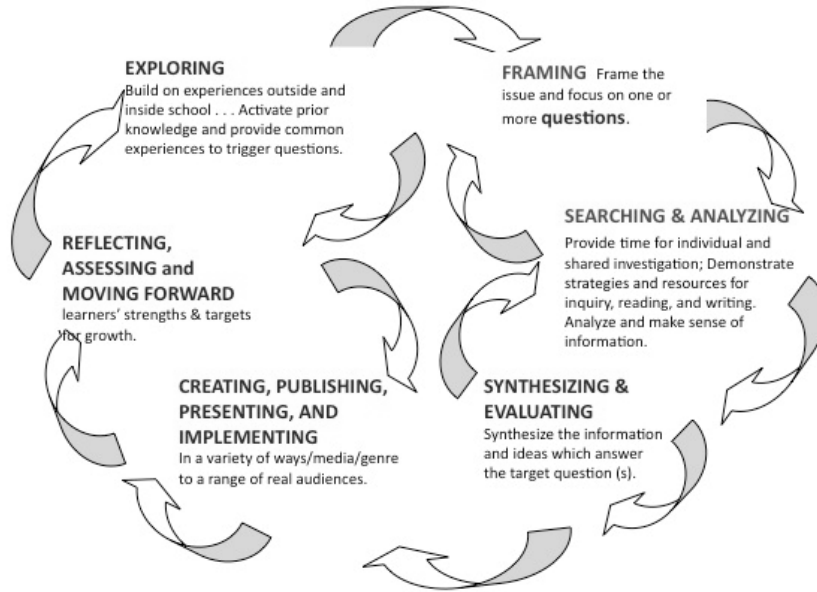 EXPLORING
Build on experiences outside and
inside school . . . Activate prior
knowledge and provide common
experiences to trigger questions.
FRAMING Frame the
issue and focus on one or
more questions.
SEARCHING & ANALYZING
Provide time for individual and
shared investigation; Demonstrate
strategies and resources for
inquiry, reading, and writing.
Analyze and make sense of
information.
SYNTHESIZING &
EVALUATING
Synthesize the information
and ideas which answer
the target question (s).
CREATING, PUBLISHING,
PRESENTING, AND
IMPLEMENTING
In a variety of ways/media/genre
to a range of real audiences.
REFLECTING,
ASSESSING and
MOVING FORWARD
learners' strengths & targets
for growth.